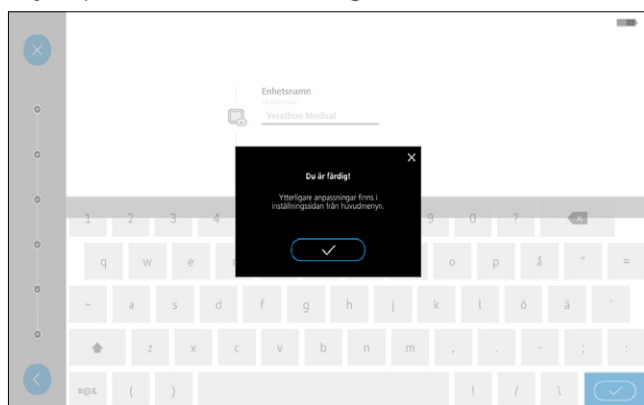 Enhetsnamn
Verathon Medical
Du är färdig!
Ytterligare anpassningar finns i
inställningssidan från huvudmenyn.
1 2 3 4 9 0 ?
q w e o p å " =
~ a s d f g h j k l ö ä '
z x c v b n m , . - ; :
#@& ( ) ! / \